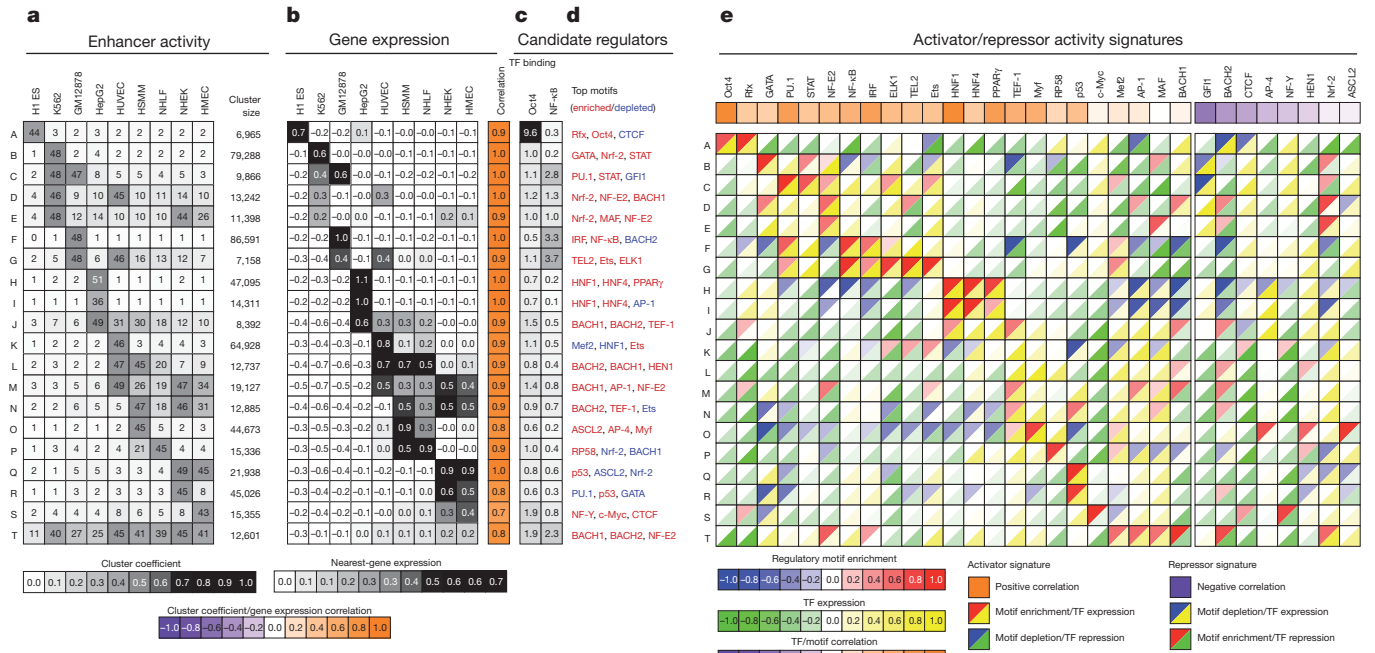 a b c d e
Enhancer activity Gene expression Candidate regulators Activator/repressor activity signatures
TF binding
H1 ES K562 GM12878 HepG2 HUVEC HSMM NHLF NHEK HMEC Cluster size
H1 ES K562 GM12878 HepG2 HUVEC HSMM NHLF NHEK HMEC Correlation
Oct4 NF-κB
Top motifs
(enriched/depleted)
Oct4 Rfx GATA PU.1 STAT NF-E2 NF-κB IRF ELK1 TEL2 Ets HNF1 HNF4 PPARγ TEF-1 Myf RP58 p53 c-Myc Mef2 AP-1 MAF BACH1 GFI1 BACH2 CTCF AP-4 NF-Y HEN1 Nrf-2 ASCL2
A 44 3 2 2 3 2 2 2 2 6,965 0.7 −0.2 −0.2 0.1 −0.1 −0.0 −0.0 −0.1 −0.1 0.9 9.6 0.3 Rfx, Oct4, CTCF A
B 1 48 2 4 2 2 2 2 2 79,288 −0.1 0.6 −0.0 −0.1 −0.0 −0.1 −0.1 −0.1 −0.1 1.0 1.0 0.2 GATA, Nrf-2, STAT B
C 2 48 47 8 5 5 4 5 3 9,866 −0.2 0.4 0.6 −0.1 −0.1 −0.2 −0.1 −0.1 −0.1 0.9 1.1 2.8 PU.1, STAT, GFI1 C
D 4 46 9 10 45 10 11 14 10 13,242 −0.2 0.3 −0.1 −0.0 0.3 −0.1 −0.1 −0.1 −0.1 1.0 1.2 0.7 Nrf-2, NF-E2, BACH1 D
E 4 48 12 14 10 10 12 44 26 11,398 −0.2 0.2 −0.0 0.0 −0.1 −0.1 −0.1 0.2 0.1 0.9 1.0 1.0 Nrf-2, MAF, NF-E2 E
F 0 1 48 1 1 1 1 1 1 86,591 −0.2 −0.0 1.0 −0.2 −0.1 −0.1 −0.1 −0.1 −0.1 1.0 0.5 3.3 IRF, NF-κB, BACH2 F
G 2 5 48 6 46 16 13 12 7 7,158 −0.3 −0.4 0.4 −0.4 0.4 0.0 −0.0 −0.1 −0.1 0.9 1.1 3.7 TEL2, Ets, ELK1 G
H 1 2 2 51 1 1 1 2 1 47,095 −0.2 −0.3 −0.2 1.1 −0.2 −0.1 −0.1 −0.1 −0.1 1.0 0.7 0.4 HNF1, HNF4, PPARγ H
I 1 1 1 36 1 1 1 1 1 14,311 −0.2 −0.2 −0.2 1.0 −0.2 −0.1 −0.1 −0.1 −0.1 1.0 0.7 0.1 HNF1, HNF4, AP-1 I
J 3 7 6 49 31 30 18 12 10 8,392 −0.4 −0.6 −0.4 0.6 0.3 0.3 0.2 −0.0 −0.0 0.9 1.5 0.5 BACH1, BACH2, TEF-1 J
K 1 2 2 2 46 3 4 3 2 64,928 −0.3 −0.4 −0.1 −0.3 0.8 0.1 0.2 −0.0 −0.0 0.9 1.1 0.5 Mef2, HNF1, Ets K
L 2 2 3 3 47 45 20 7 9 12,737 −0.4 −0.8 −0.6 −0.6 0.7 0.7 0.5 0.0 0.1 0.9 0.9 0.4 BACH2, BACH1, HEN1 L
M 3 3 5 6 49 26 19 47 34 19,127 −0.5 −0.7 −0.5 −0.2 0.5 0.3 0.3 0.5 0.4 0.9 1.4 0.8 BACH1, AP-1, NF-E2 M
N 2 2 6 5 5 47 18 46 31 12,885 −0.4 −0.6 −0.5 −0.3 −0.0 0.5 0.3 0.5 0.5 0.9 0.9 0.7 BACH2, TEF-1, Ets N
O 1 2 2 2 5 45 5 3 4 44,673 −0.2 −0.4 −0.3 −0.3 0.1 0.9 0.3 −0.0 0.0 0.8 0.6 0.2 ASCL2, AP-4, Myf O
P 1 2 2 1 4 21 45 4 4 15,336 −0.3 −0.4 −0.3 −0.3 −0.1 0.5 0.9 −0.0 0.1 0.9 1.0 0.4 RP58, Nrf-2, BACH1 P
Q 2 1 2 5 3 3 4 49 45 21,938 −0.2 −0.5 −0.4 −0.2 −0.2 −0.1 −0.0 0.9 0.9 1.0 0.8 0.6 p53, ASCL2, Nrf-2 Q
R 1 1 2 3 2 3 3 45 8 45,026 −0.3 −0.4 −0.1 −0.2 −0.1 −0.1 0.0 0.6 0.5 0.8 0.6 0.3 PU.1, p53, GATA R
S 1 2 2 4 2 2 3 3 43 15,355 −0.2 −0.3 −0.2 −0.2 −0.1 −0.1 −0.0 0.3 0.4 0.7 1.9 0.8 NF-Y, c-Myc, CTCF S
T 11 40 27 25 45 41 39 45 41 12,601 −0.3 −0.1 −0.1 0.0 0.1 0.1 0.1 0.2 0.2 0.8 1.9 2.3 BACH1, BACH2, NF-E2 T
Cluster coefficient
0.0 0.1 0.1 0.2 0.3 0.4 0.5 0.6 0.7 0.8 0.9 1.0
Nearest-gene expression
0.0 0.1 0.1 0.2 0.2 0.3 0.3 0.4 0.5 0.6 0.6 0.7
Cluster coefficient/gene expression correlation
−1.0 −0.8 −0.6 −0.4 −0.2 0.0 0.2 0.4 0.6 0.8 1.0
Regulatory motif enrichment
−1.0 −0.8 −0.6 −0.4 −0.2 0.0 0.2 0.4 0.6 0.8 1.0
TF expression
−1.0 −0.8 −0.6 −0.4 −0.2 0.0 0.2 0.4 0.6 0.8 1.0
TF/motif correlation
Activator signature
Positive correlation
Motif enrichment/TF expression
Motif depletion/TF repression
Repressor signature
Negative correlation
Motif depletion/TF expression
Motif enrichment/TF repression